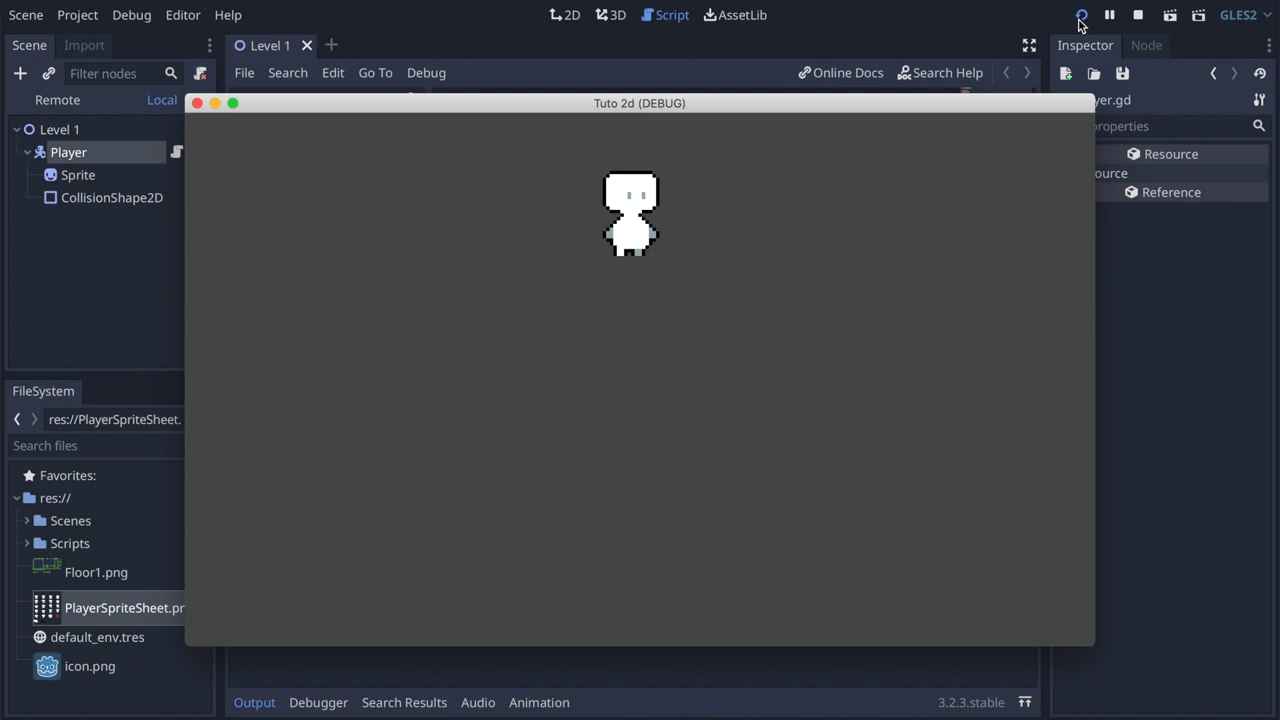 Scene Project Debug Editor Help 2D 3D Script AssetLib GLES2
Scene Import Level 1 Inspector Node
Filter nodes File Search Edit Go To Debug Online Docs Search Help
Remote Local yer.gd
Tuto 2d (DEBUG)
properties
Level 1
Player Resource
Sprite ource
CollisionShape2D Reference
FileSystem
res://PlayerSpriteSheet.
Search files
Favorites:
res://
Scenes
Scripts
Floor1.png
PlayerSpriteSheet.pr
default_env.tres
icon.png
Output Debugger Search Results Audio Animation 3.2.3.stable